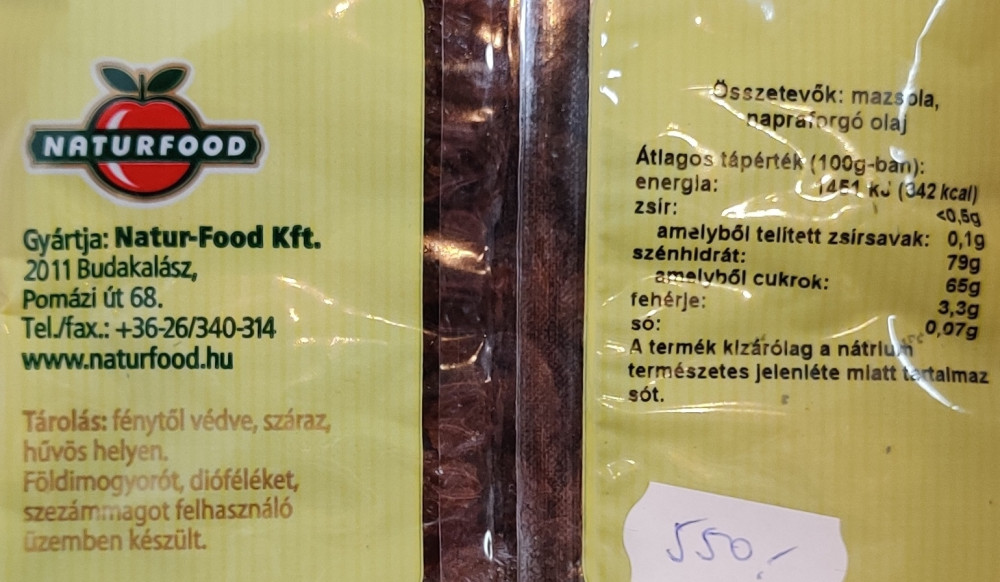 NATURFOOD
Gyártja: Natur-Food Kft.
2011 Budakalász,
Pomázi út 68.
Tel./fax.: +36-26/340-314
www.naturfood.hu
Tárolás: fénytől védve, száraz,
hűvös helyen.
Földimogyorót, dióféléket,
szezámmagot felhasználó
üzemben készült.
Összetevők: mazsola,
napraforgó olaj
Átlagos tápérték (100g-ban):
energia: 1451 kJ (342 kcal)
zsír: <0,5g
amelyből telített zsírsavak: 0,1g
szénhidrát: 79g
amelyből cukrok: 65g
fehérje: 3,3g
só: 0,07g
A termék kizárólag a nátrium
természetes jelenléte miatt tartalmaz
sót.
550,-